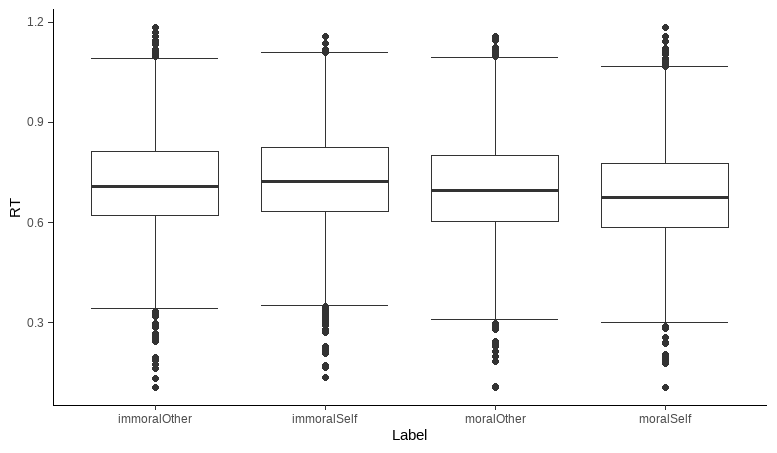 1.2
0.9
0.6
0.3
RT
immoralOther
immoralSelf
moralOther
moralSelf
Label